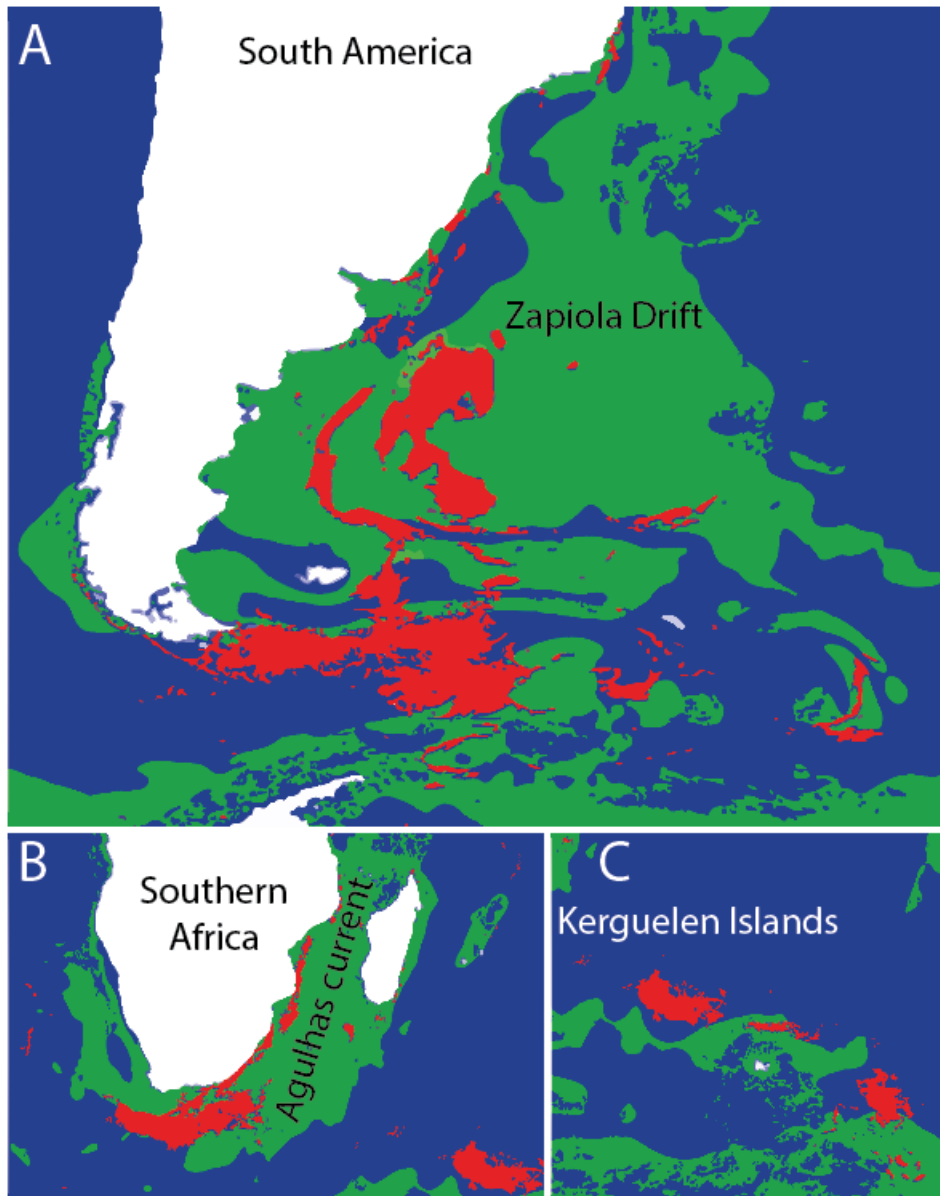 A
South America
Zapiola Drift
B
Southern
Africa
Agulhas current
C
Kerguelen Islands